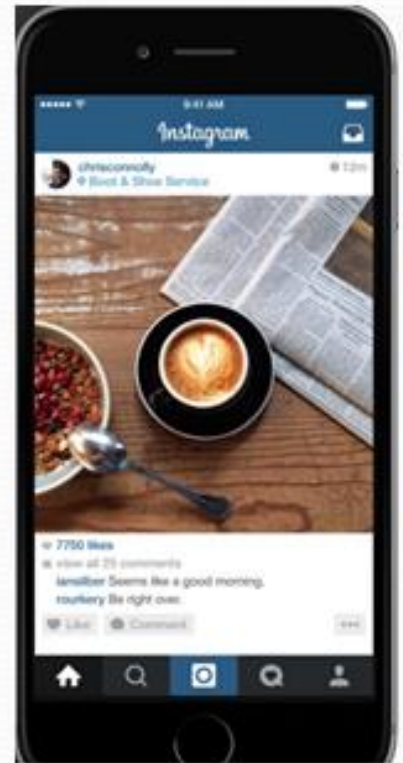 9:41 AM
Instagram
chrisconnolly
Boot & Shoe Service
12m
7750 likes
view all 25 comments
iansilber Seems like a good morning.
rourkery Be right over.
Like Comment